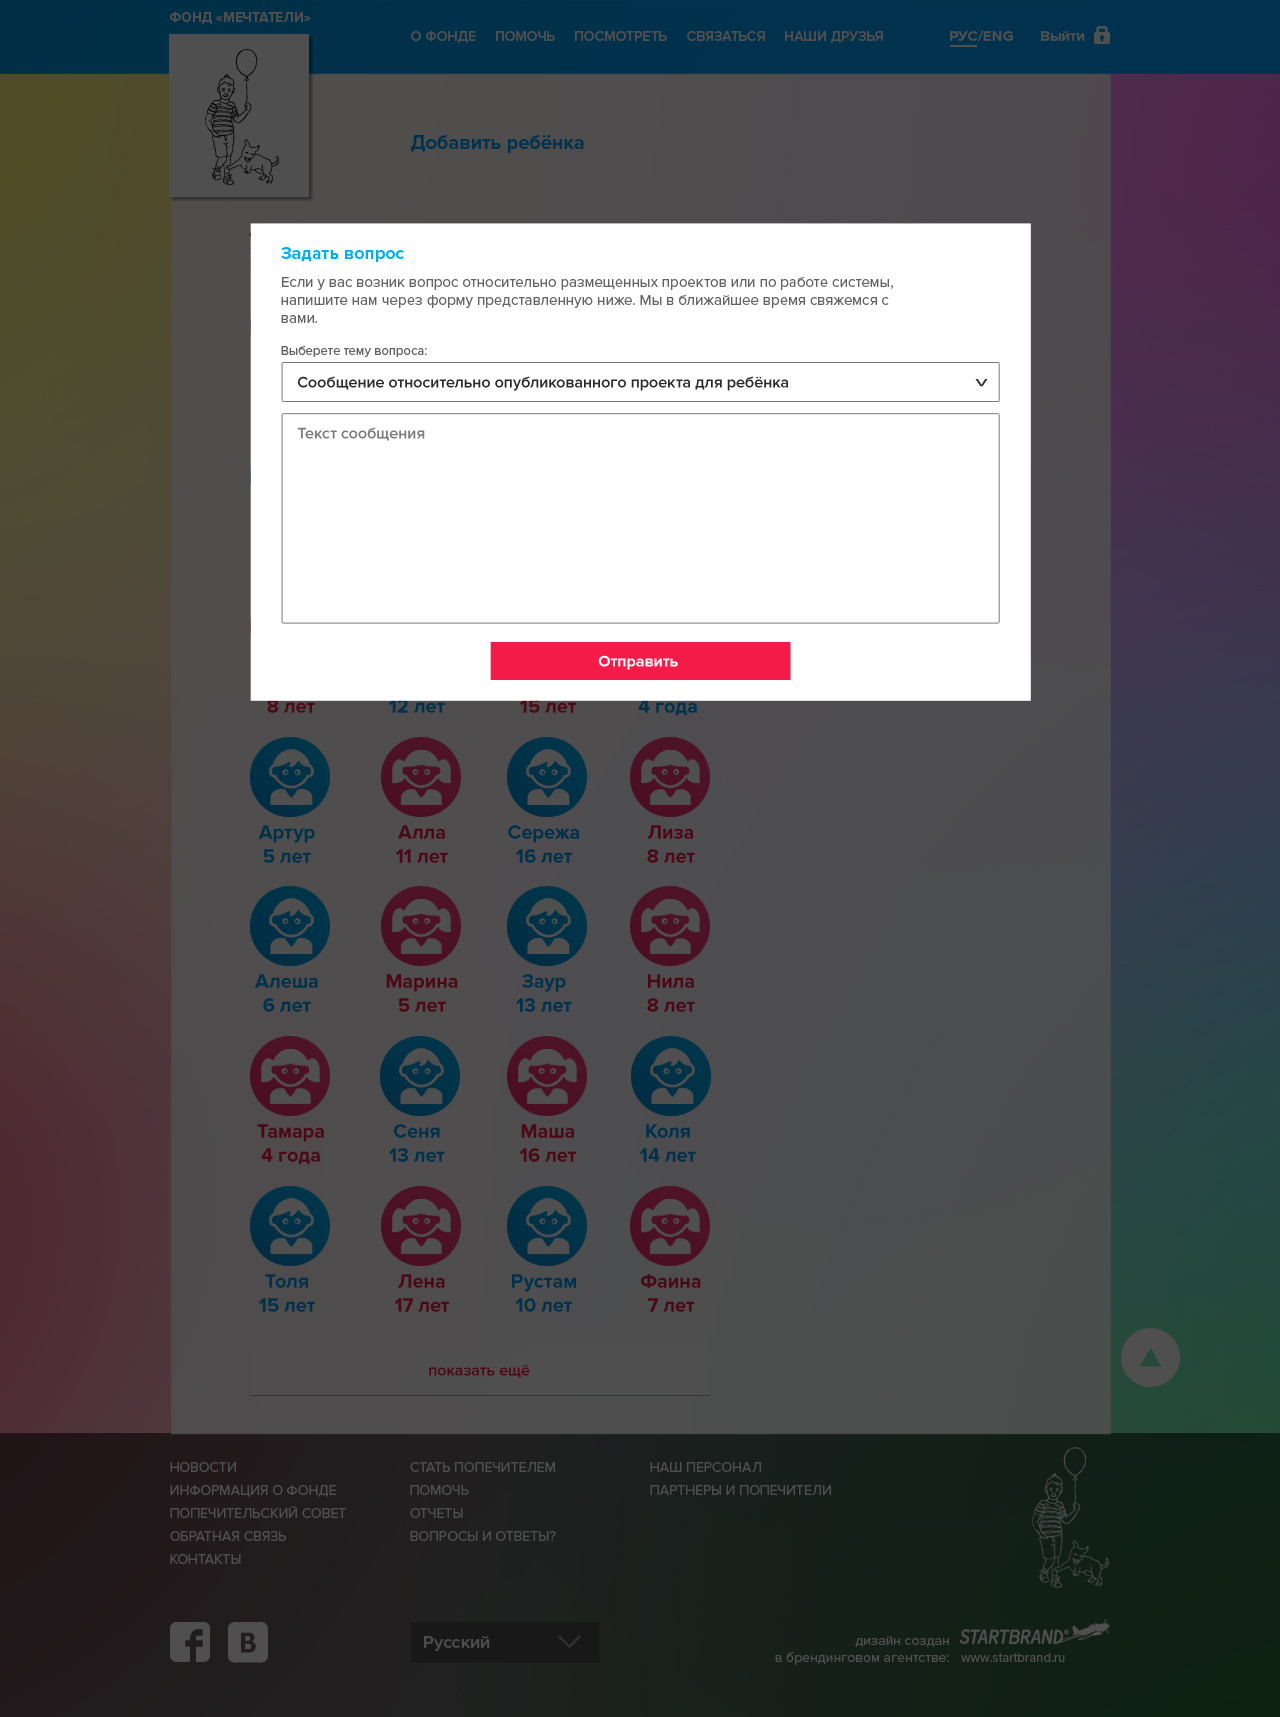 ФОНД «МЕЧТАТЕЛИ»
О ФОНДЕ ПОМОЧЬ ПОСМОТРЕТЬ СВЯЗАТЬСЯ НАШИ ДРУЗЬЯ РУС/ENG Выйти
Добавить ребёнка
Задать вопрос
Если у вас возник вопрос относительно размещенных проектов или по работе системы,
напишите нам через форму представленную ниже. Мы в ближайшее время свяжемся с
вами.
Выберете тему вопроса:
Сообщение относительно опубликованного проекта для ребёнка
Текст сообщения
Отправить
8 лет 12 лет 15 лет 4 года
Артур Алла Сережа Лиза
5 лет 11 лет 16 лет 8 лет
Алеша Марина Заур Нила
6 лет 5 лет 13 лет 8 лет
Тамара Сеня Маша Коля
4 года 13 лет 16 лет 14 лет
Толя Лена Рустам Фаина
15 лет 17 лет 10 лет 7 лет
показать ещё
НОВОСТИ СТАТЬ ПОПЕЧИТЕЛЕМ НАШ ПЕРСОНАЛ
ИНФОРМАЦИЯ О ФОНДЕ ПОМОЧЬ ПАРТНЕРЫ И ПОПЕЧИТЕЛИ
ПОПЕЧИТЕЛЬСКИЙ СОВЕТ ОТЧЕТЫ
ОБРАТНАЯ СВЯЗЬ ВОПРОСЫ И ОТВЕТЫ?
КОНТАКТЫ
f В Русский
дизайн создан STARTBRAND®
в брендинговом агентстве: www.startbrand.ru